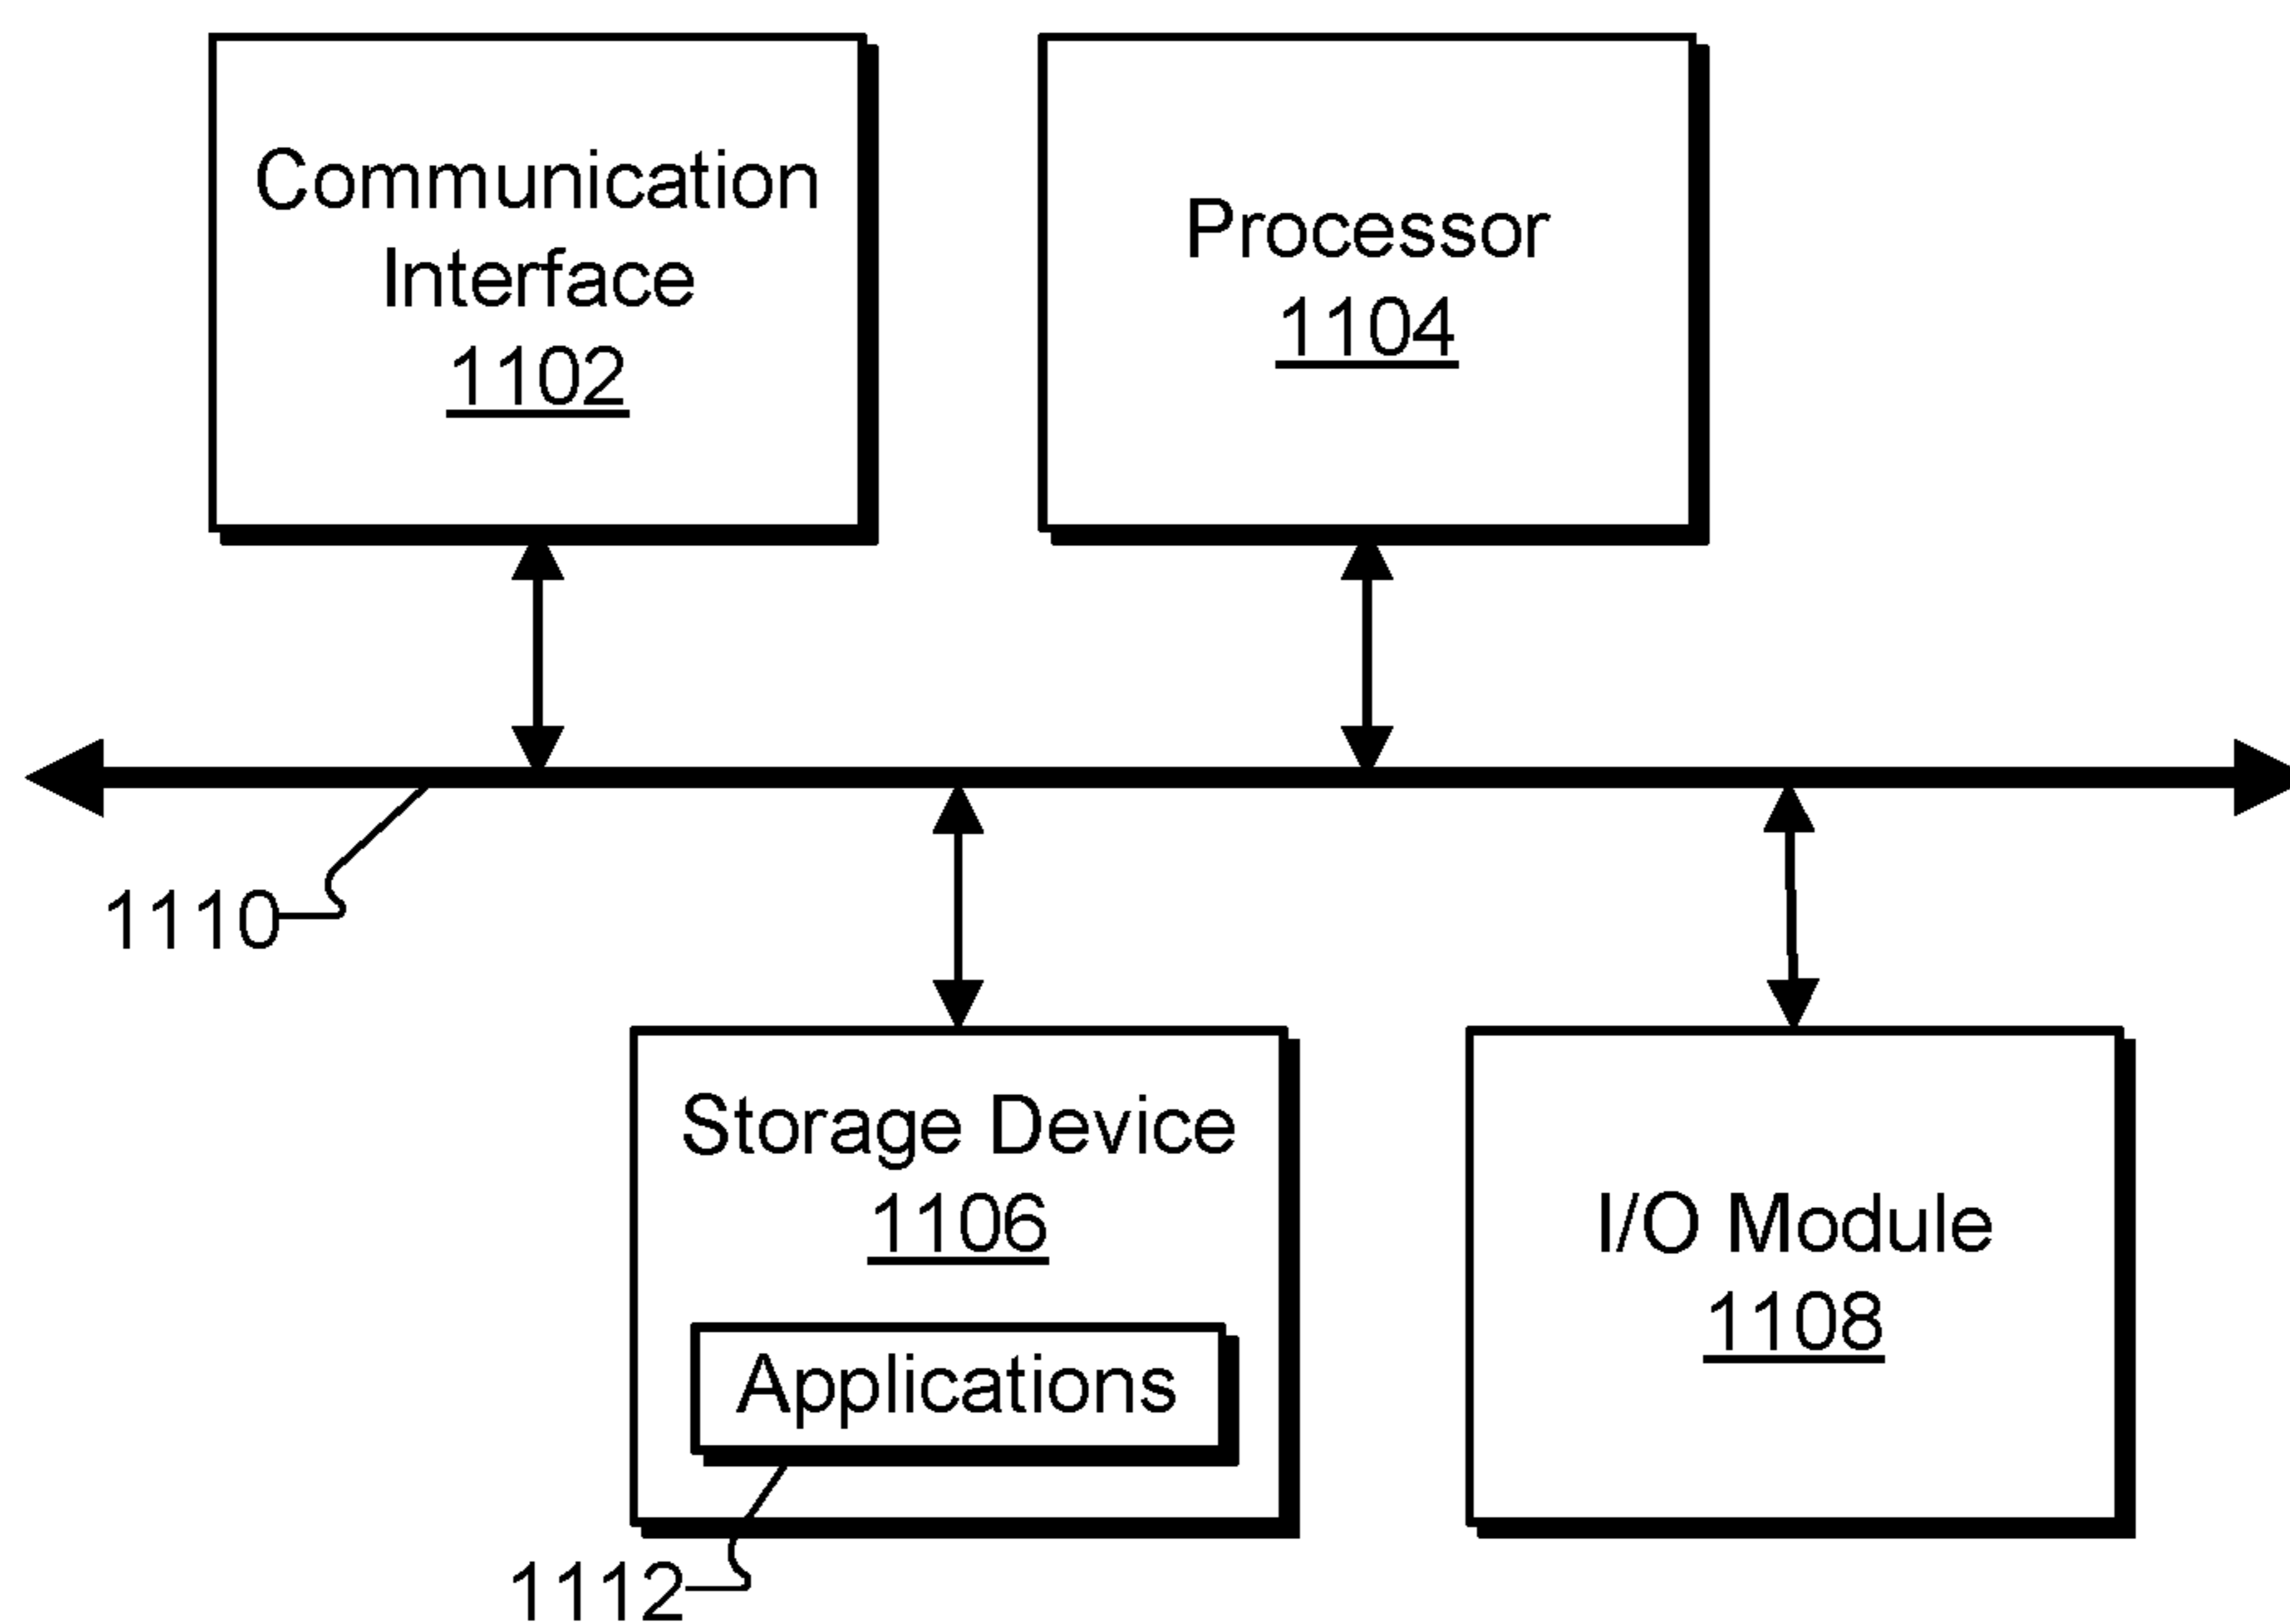 Communication
Interface
1102
Processor
1104
1110
Storage Device
1106
Applications
1112
I/O Module
1108